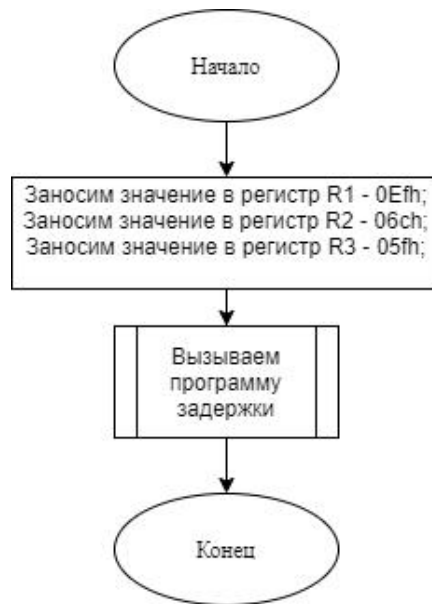 Начало
Заносим значение в регистр R1 - 0Efh;
Заносим значение в регистр R2 - 06ch;
Заносим значение в регистр R3 - 05fh;
Вызываем
программу
задержки
Конец